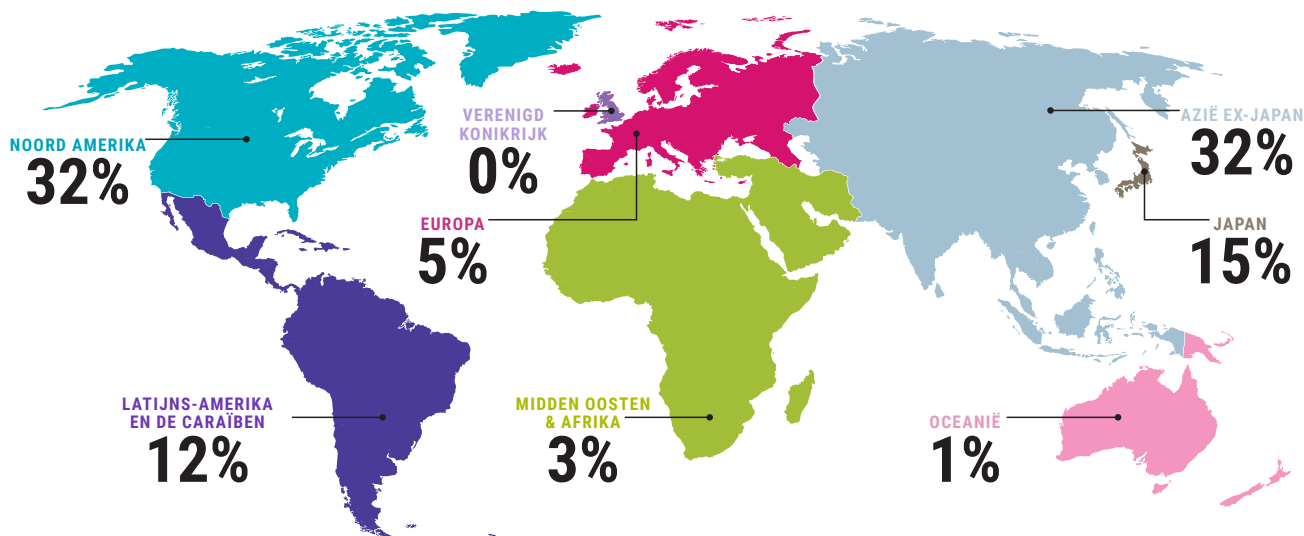 NOORD AMERIKA
32%
VERENIGD
KONIKRIJK
0%
EUROPA
5%
AZIË EX-JAPAN
32%
JAPAN
15%
LATIJNS-AMERIKA
EN DE CARAÏBEN
12%
MIDDEN OOSTEN
& AFRIKA
3%
OCEANIË
1%